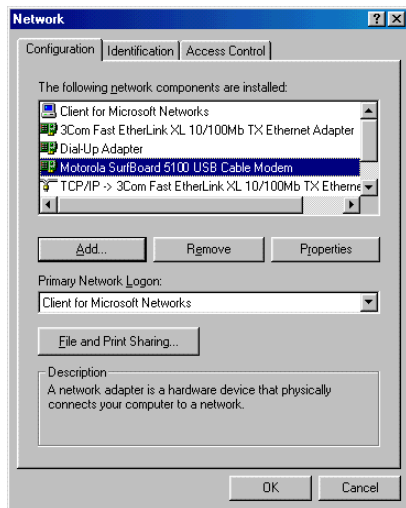 Network
Configuration Identification Access Control
The following network components are installed:
Client for Microsoft Networks
3Com Fast EtherLink XL 10/100Mb TX Ethernet Adapter
Dial-Up Adapter
Motorola SurfBoard 5100 USB Cable Modem
TCP/IP -> 3Com Fast EtherLink XL 10/100Mb TX Etherne
Add... Remove Properties
Primary Network Logon:
Client for Microsoft Networks
File and Print Sharing...
Description
A network adapter is a hardware device that physically
connects your computer to a network.
OK Cancel